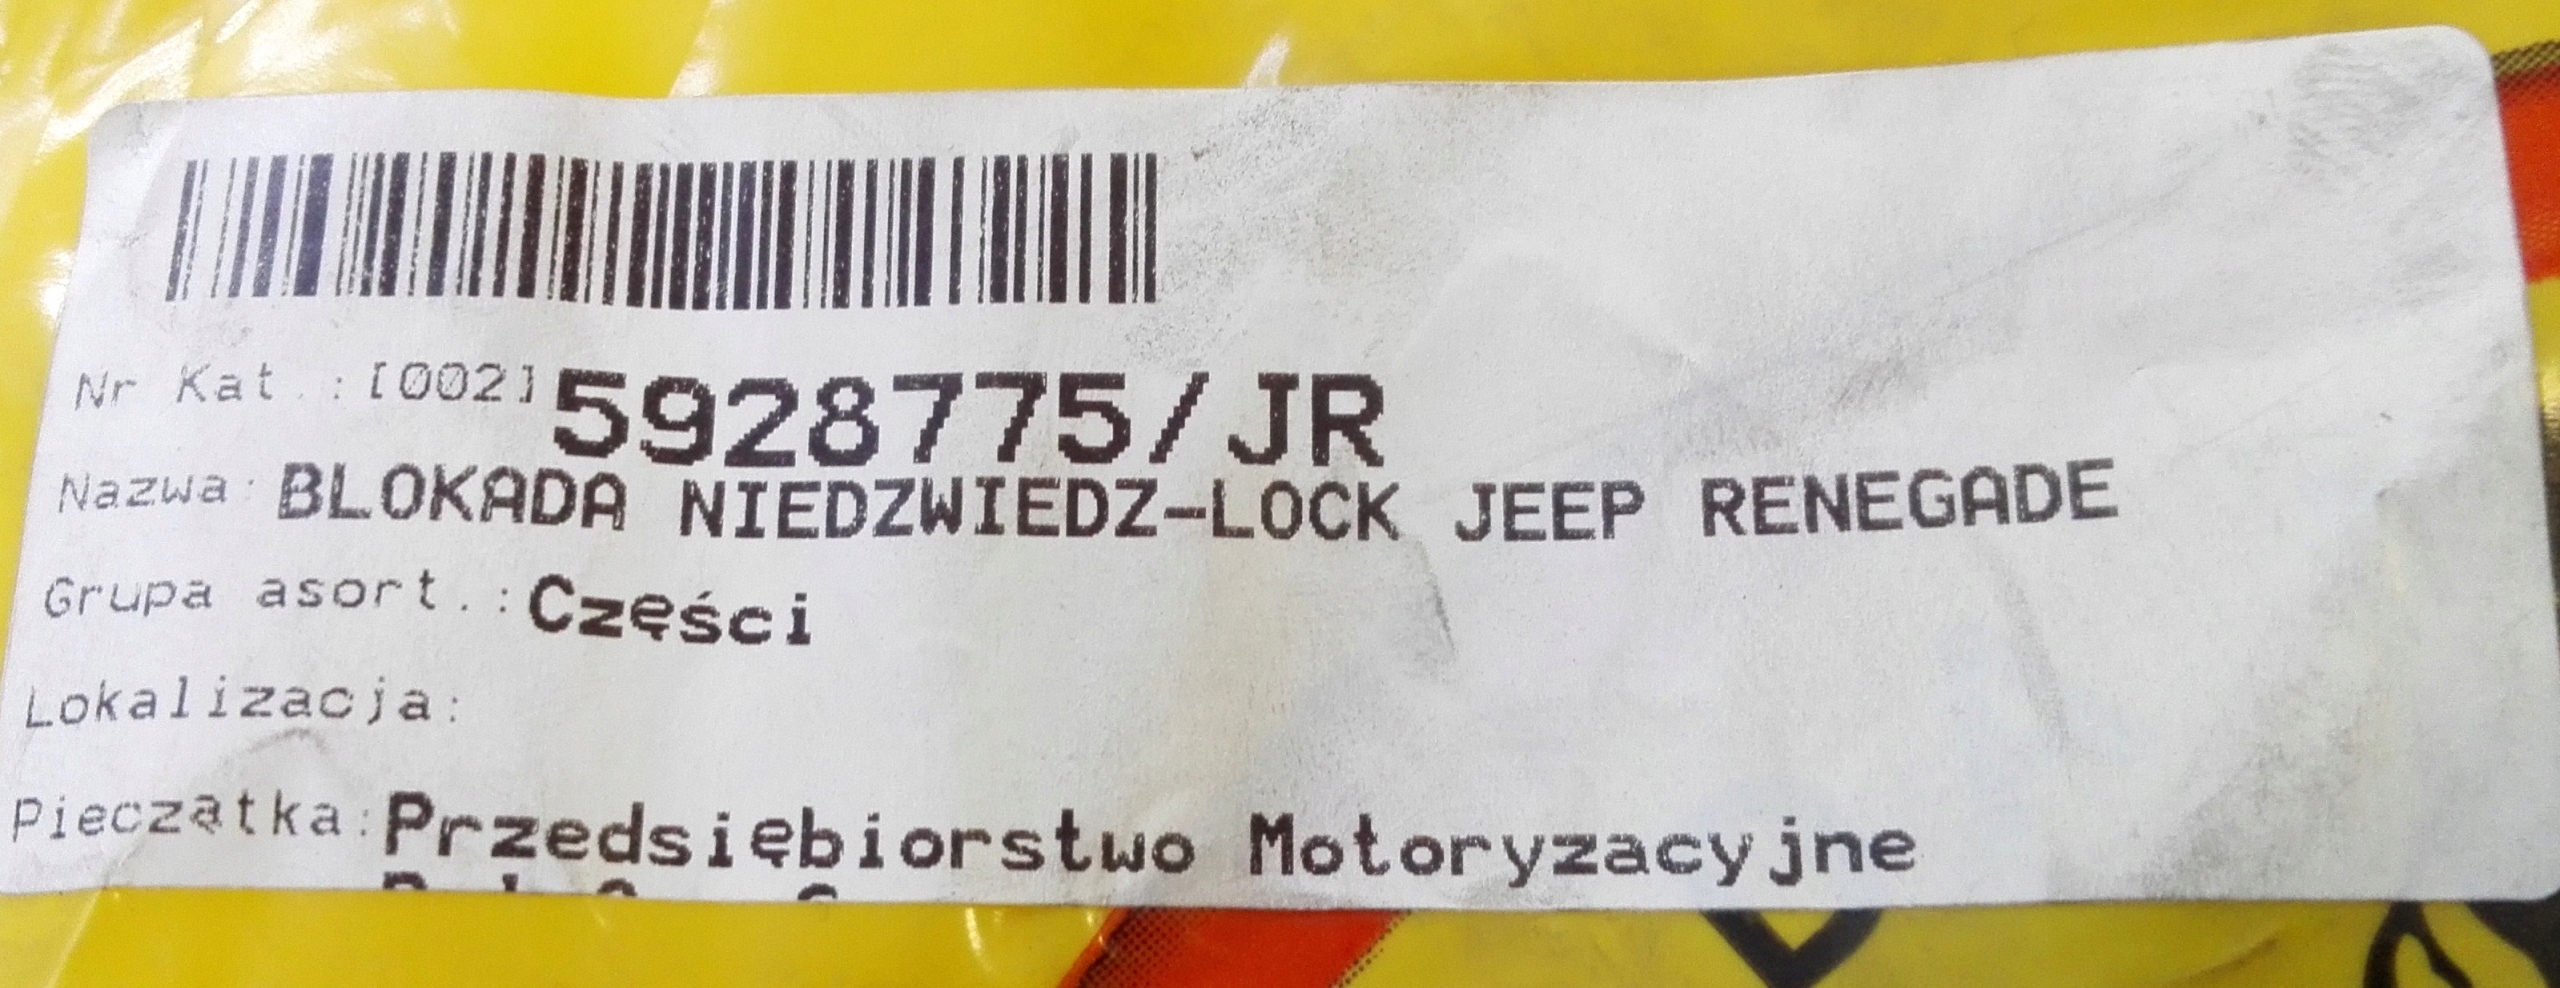 Nr Kat.:[002]5928775/JR
Nazwa:BLOKADA NIEDZWIEDZ-LOCK JEEP RENEGADE
Grupa asort.:Części
Lokalizacja:
Pieczątka:Przedsiębiorstwo Motoryzacyjne